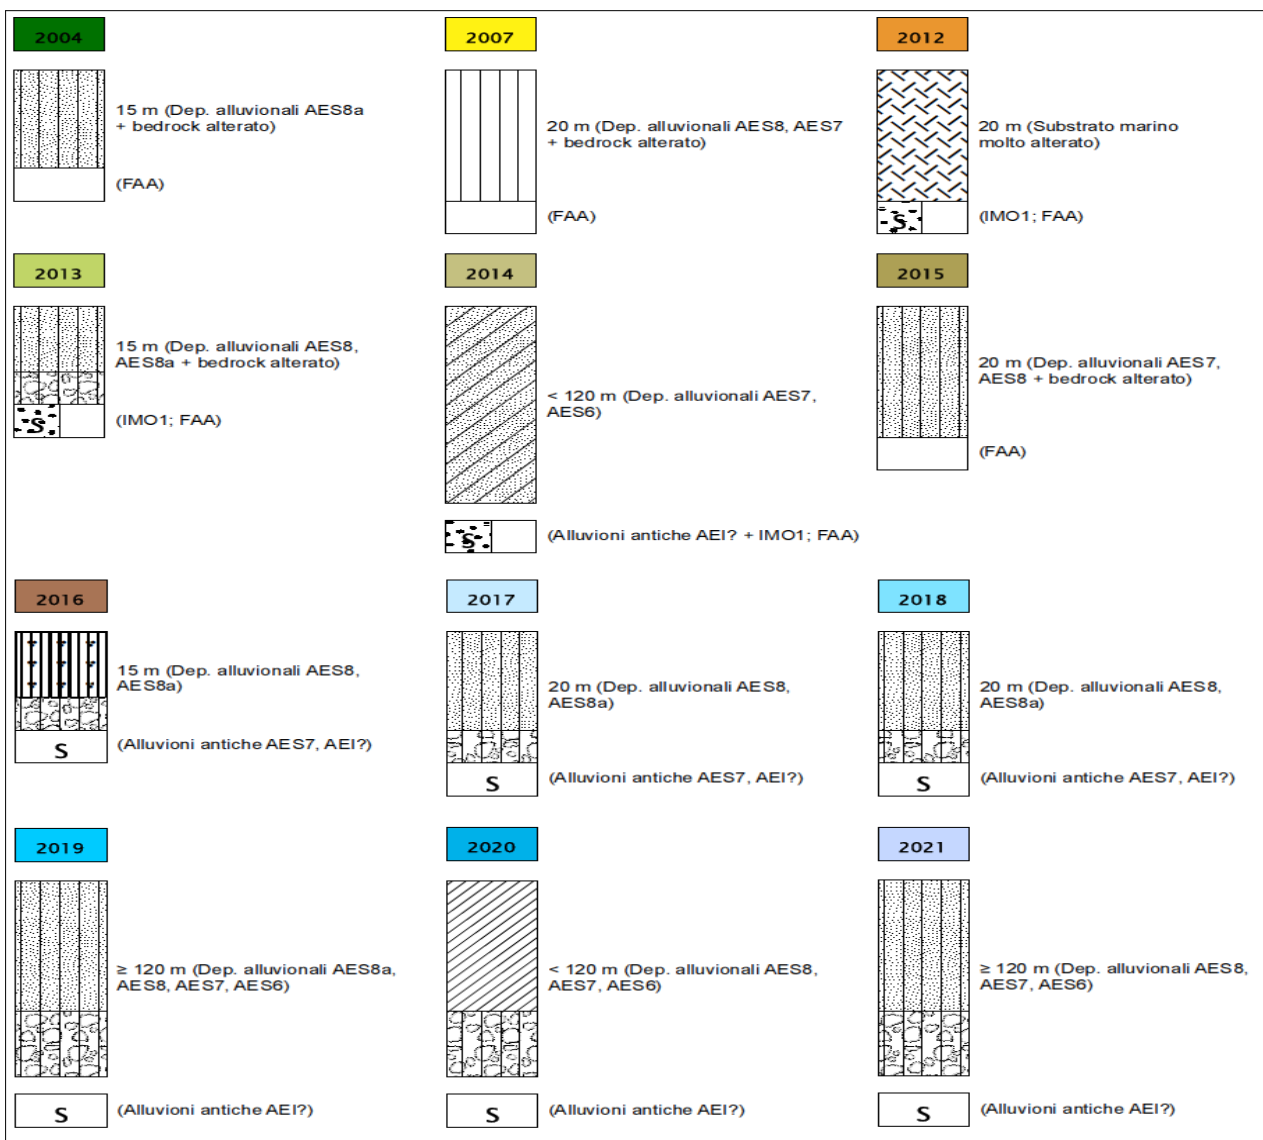 2004
15 m (Dep. alluvionali AES8a
+ bedrock alterato)
(FAA)
2007
20 m (Dep. alluvionali AES8, AES7
+ bedrock alterato)
(FAA)
2012
20 m (Substrato marino
molto alterato)
S
(IMO1; FAA)
2013
15 m (Dep. alluvionali AES8,
AES8a + bedrock alterato)
S
(IMO1; FAA)
2014
< 120 m (Dep. alluvionali AES7,
AES6)
S
(Alluvioni antiche AEI? + IMO1; FAA)
2015
20 m (Dep. alluvionali AES7,
AES8 + bedrock alterato)
(FAA)
2016
15 m (Dep. alluvionali AES8,
AES8a)
S
(Alluvioni antiche AES7, AEI?)
2017
20 m (Dep. alluvionali AES8,
AES8a)
S
(Alluvioni antiche AES7, AEI?)
2018
20 m (Dep. alluvionali AES8,
AES8a)
S
(Alluvioni antiche AES7, AEI?)
2019
≥ 120 m (Dep. alluvionali AES8a,
AES8, AES7, AES6)
S
(Alluvioni antiche AEI?)
2020
< 120 m (Dep. alluvionali AES8,
AES7, AES6)
S
(Alluvioni antiche AEI?)
2021
≥ 120 m (Dep. alluvionali AES8,
AES7, AES6)
S
(Alluvioni antiche AEI?)